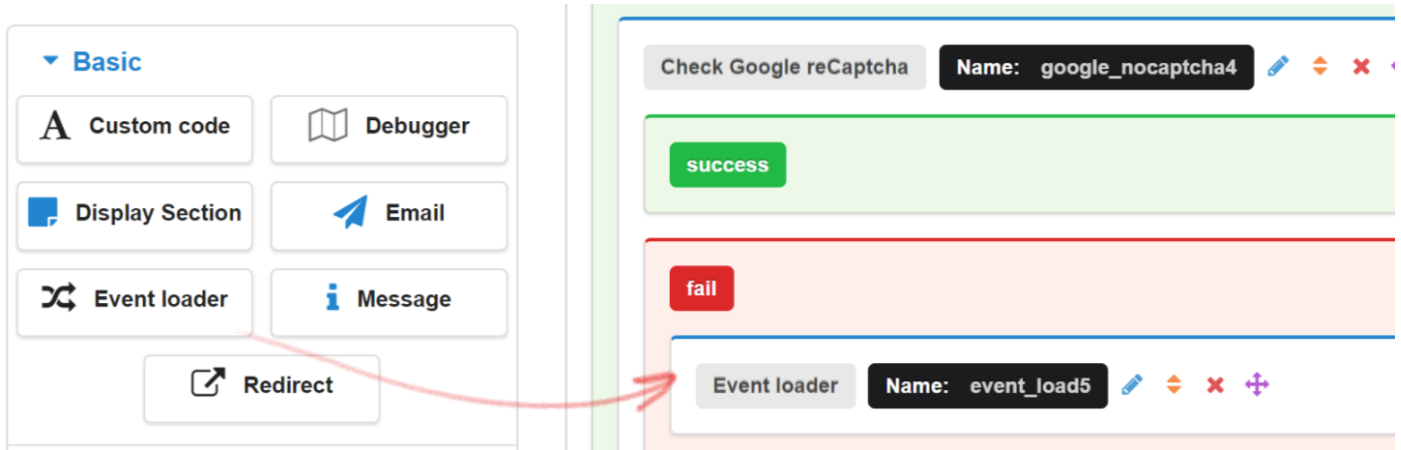 Basic
Custom code
Debugger
Display Section
Email
Event loader
Message
Redirect
Check Google reCaptcha
Name: google_nocaptcha4
success
fail
Event loader
Name: event_load5